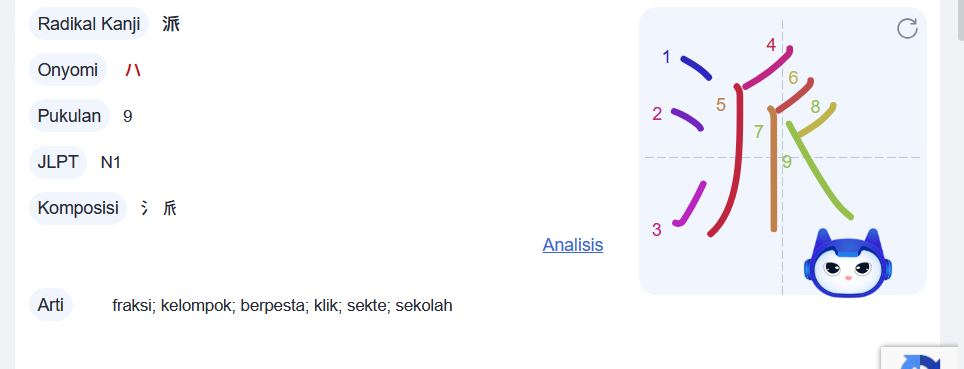 Radikal Kanji 派
Onyomi ハ
Pukulan 9
JLPT N1
Komposisi 氵 𠂢
Analisis
Arti fraksi; kelompok; berpesta; klik; sekte; sekolah
1
2
3
4
5
6
7
8
9